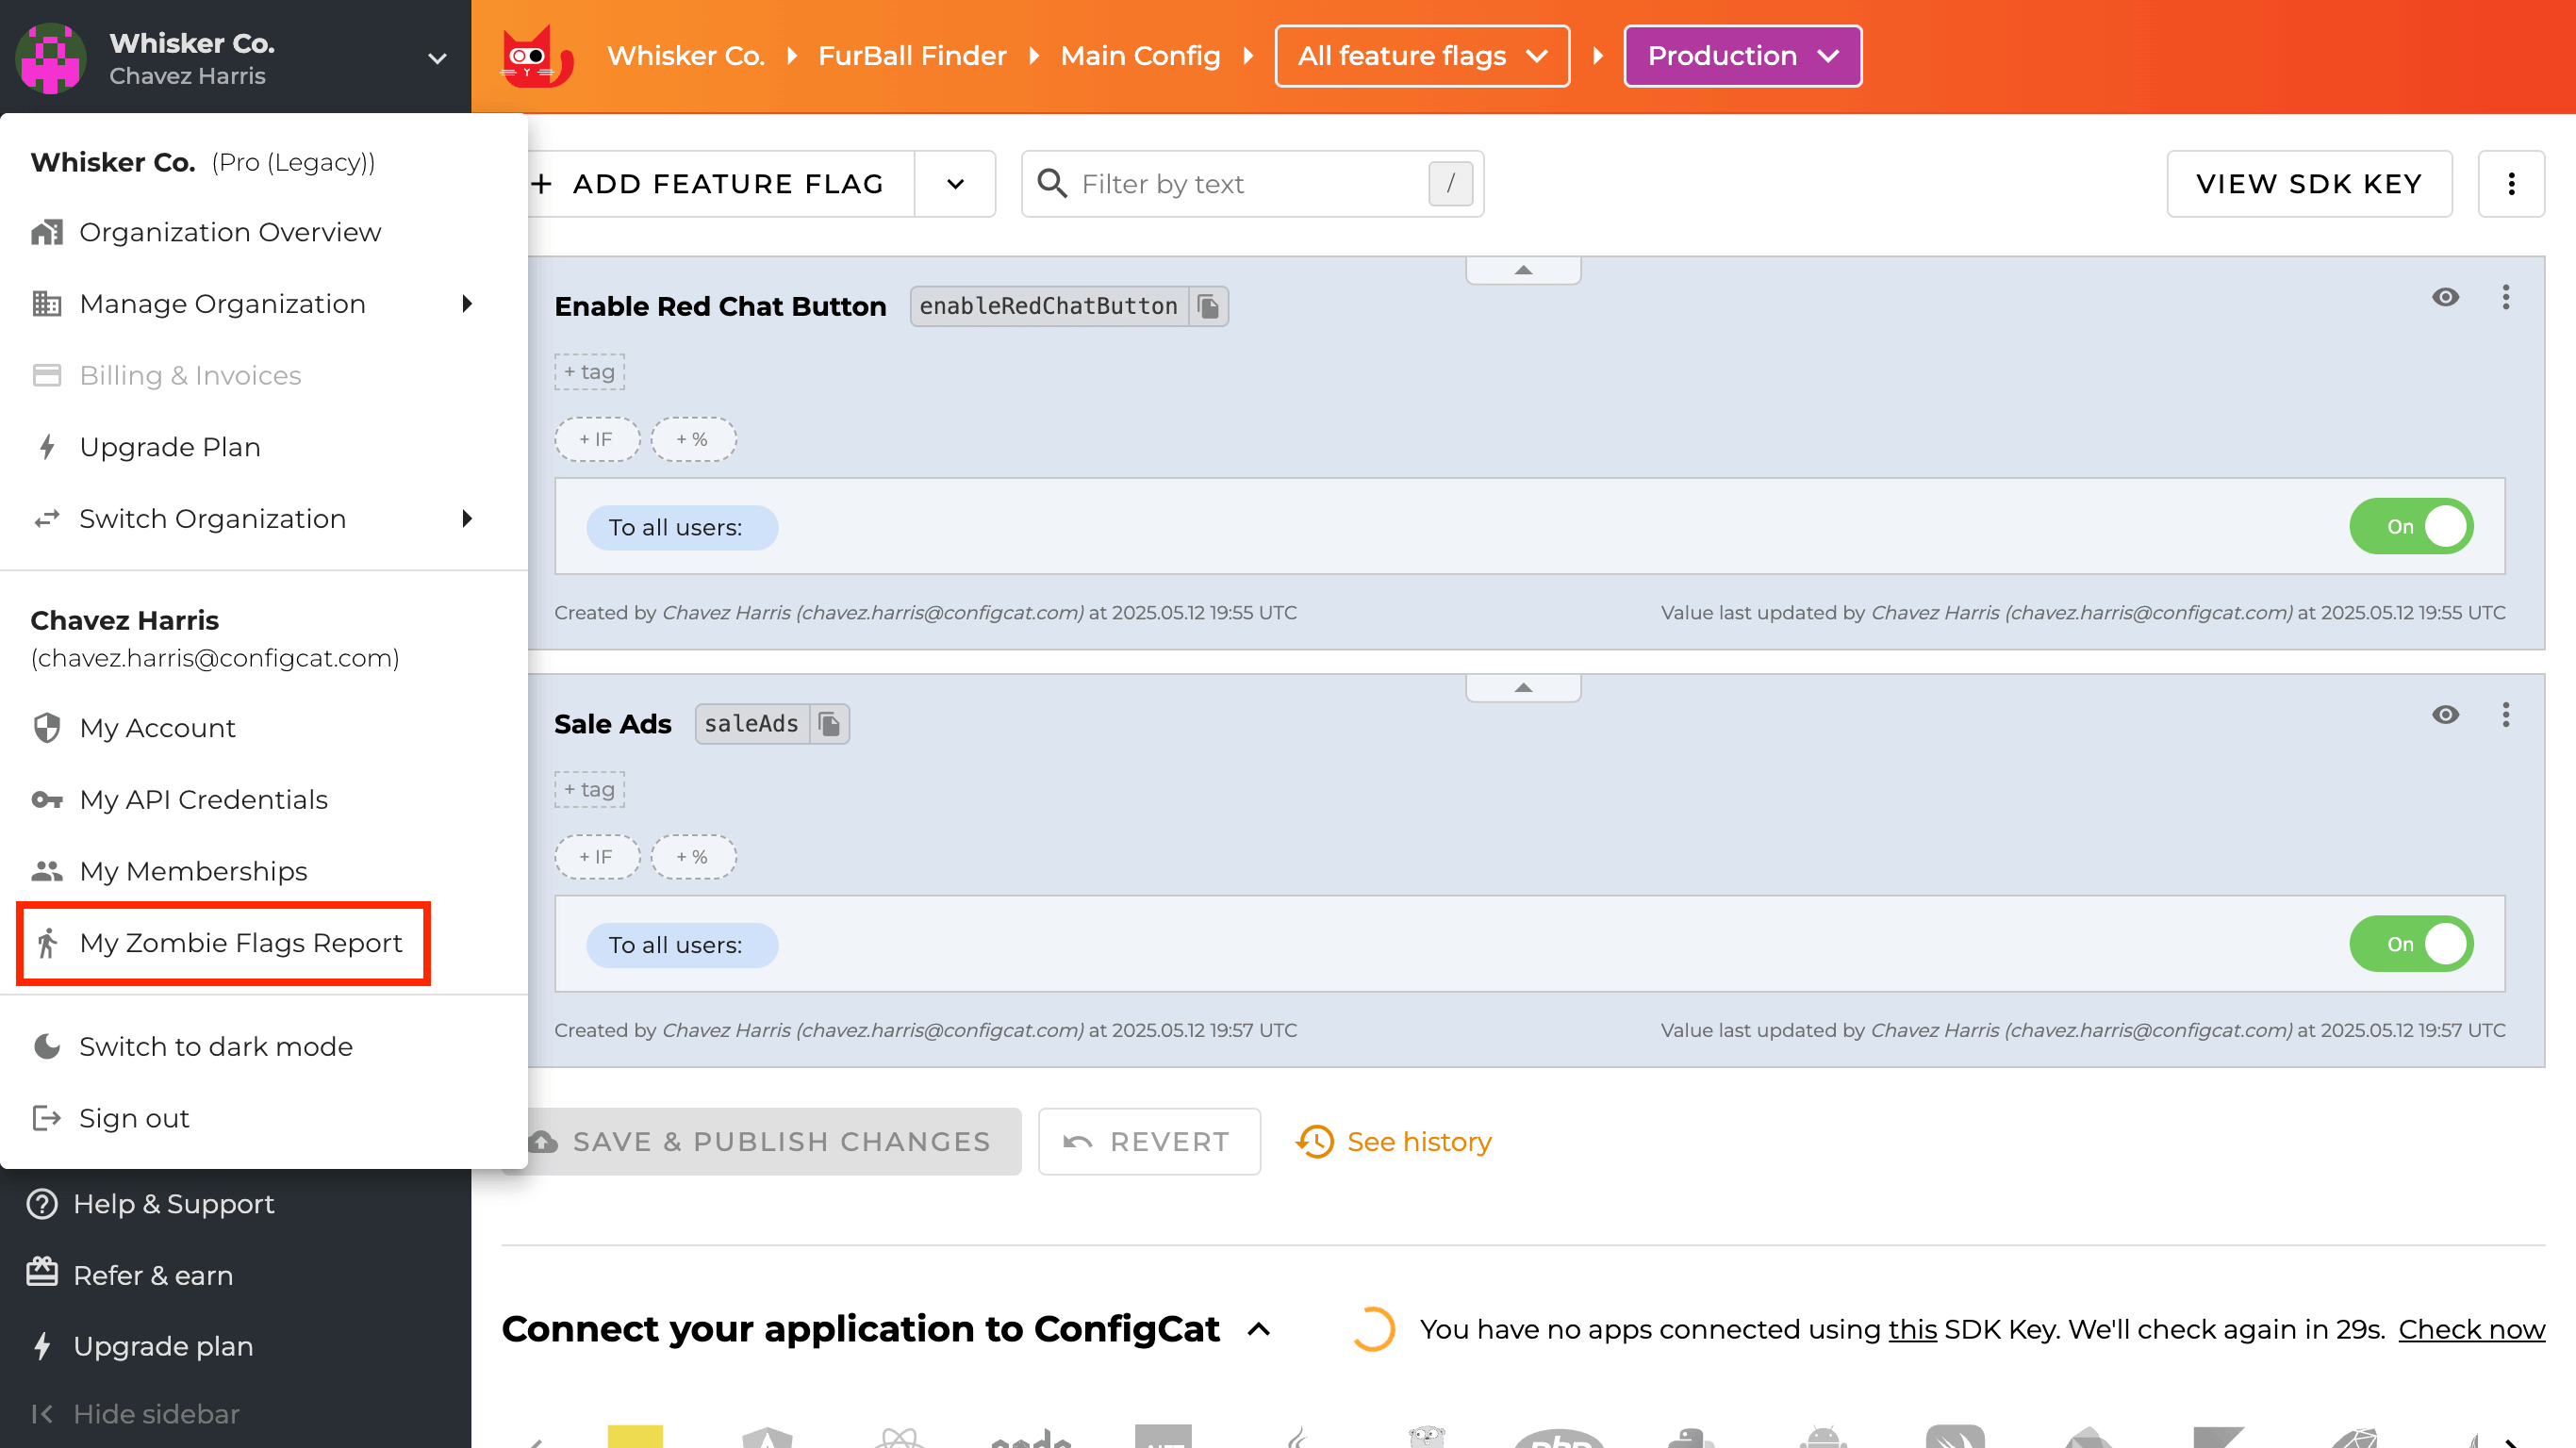 Whisker Co.
Chavez Harris
Whisker Co. FurBall Finder Main Config All feature flags Production
Whisker Co. (Pro (Legacy))
Organization Overview
Manage Organization
Billing & Invoices
Upgrade Plan
Switch Organization
Chavez Harris
(chavez.harris@configcat.com)
My Account
My API Credentials
My Memberships
My Zombie Flags Report
Switch to dark mode
Sign out
Help & Support
Refer & earn
Upgrade plan
Hide sidebar
+ ADD FEATURE FLAG
Filter by text /
VIEW SDK KEY
Enable Red Chat Button enableRedChatButton
+ tag
+ IF + %
To all users: On
Created by Chavez Harris (chavez.harris@configcat.com) at 2025.05.12 19:55 UTC Value last updated by Chavez Harris (chavez.harris@configcat.com) at 2025.05.12 19:55 UTC
Sale Ads saleAds
+ tag
+ IF + %
To all users: On
Created by Chavez Harris (chavez.harris@configcat.com) at 2025.05.12 19:57 UTC Value last updated by Chavez Harris (chavez.harris@configcat.com) at 2025.05.12 19:57 UTC
SAVE & PUBLISH CHANGES REVERT See history
Connect your application to ConfigCat You have no apps connected using this SDK Key. We'll check again in 29s. Check now